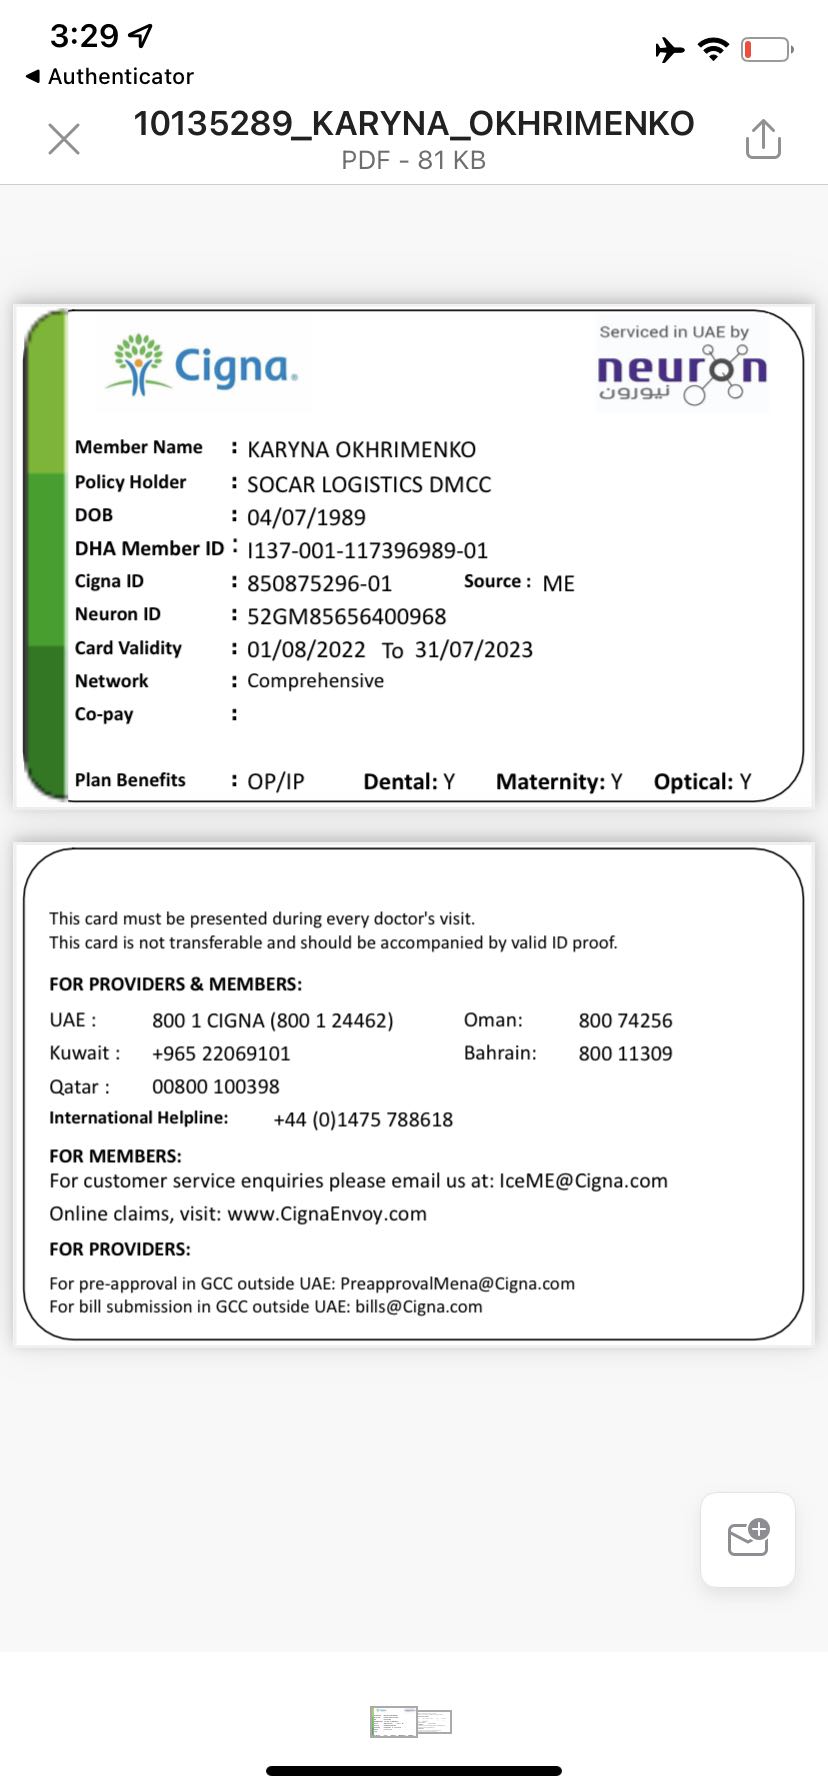 3:29
◀ Authenticator
10135289_KARYNA_OKHRIMENKO
PDF - 81 KB
Cigna.
Serviced in UAE by
neuron
نيورون
Member Name : KARYNA OKHRIMENKO
Policy Holder : SOCAR LOGISTICS DMCC
DOB : 04/07/1989
DHA Member ID : I137-001-117396989-01
Cigna ID : 850875296-01 Source : ME
Neuron ID : 52GM85656400968
Card Validity : 01/08/2022 To 31/07/2023
Network : Comprehensive
Co-pay :
Plan Benefits : OP/IP Dental: Y Maternity: Y Optical: Y
This card must be presented during every doctor's visit.
This card is not transferable and should be accompanied by valid ID proof.
FOR PROVIDERS & MEMBERS:
UAE : 800 1 CIGNA (800 1 24462) Oman: 800 74256
Kuwait : +965 22069101 Bahrain: 800 11309
Qatar : 00800 100398
International Helpline: +44 (0)1475 788618
FOR MEMBERS:
For customer service enquiries please email us at: IceME@Cigna.com
Online claims, visit: www.CignaEnvoy.com
FOR PROVIDERS:
For pre-approval in GCC outside UAE: PreapprovalMena@Cigna.com
For bill submission in GCC outside UAE: bills@Cigna.com